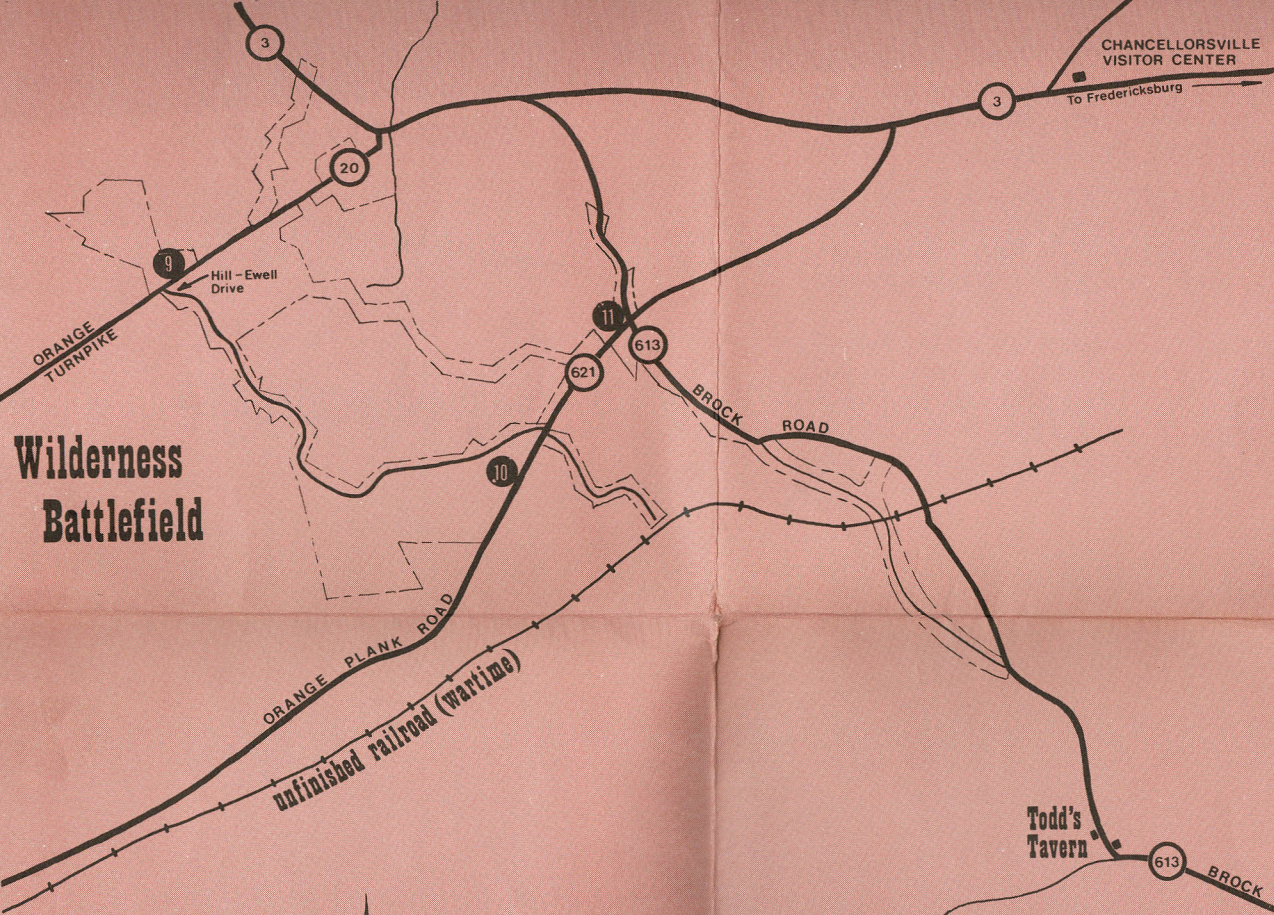 3
CHANCELLORSVILLE
VISITOR CENTER
3
To Fredericksburg
20
9
Hill-Ewell
Drive
ORANGE
TURNPIKE
11
613
621
BROCK ROAD
Wilderness
Battlefield
10
ORANGE PLANK ROAD
unfinished railroad (wartime)
Todd's
Tavern
613
BROCK